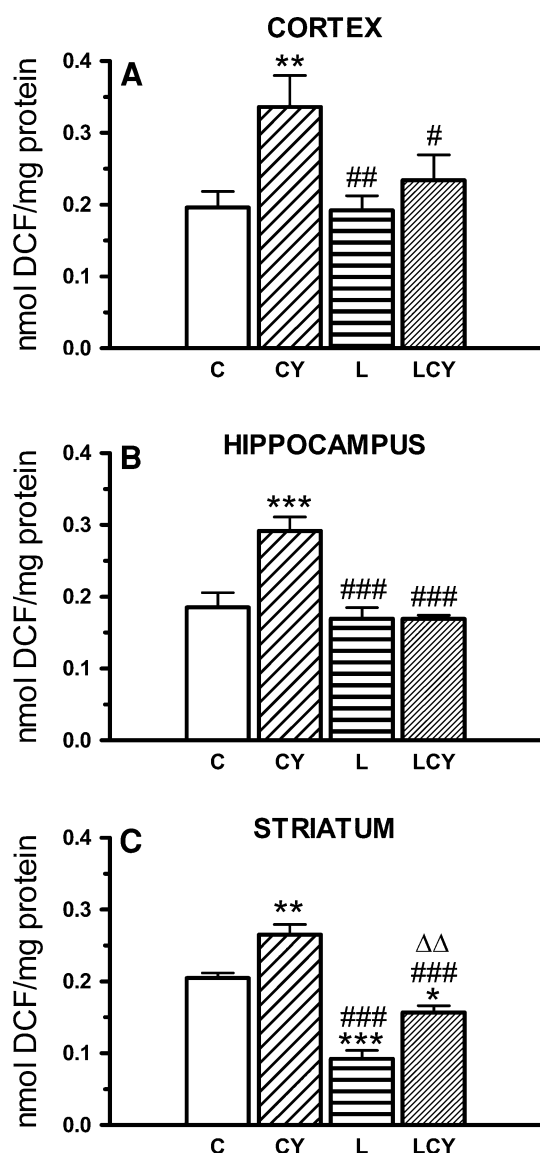 CORTEX
A
nmol DCF/mg protein
0.4
0.3
0.2
0.1
0.0
**
##
#
C CY L LCY
HIPPOCAMPUS
B
nmol DCF/mg protein
0.4
0.3
0.2
0.1
0.0
***
###
###
C CY L LCY
STRIATUM
C
nmol DCF/mg protein
0.4
0.3
0.2
0.1
0.0
**
###
***
ΔΔ
###
*
C CY L LCY